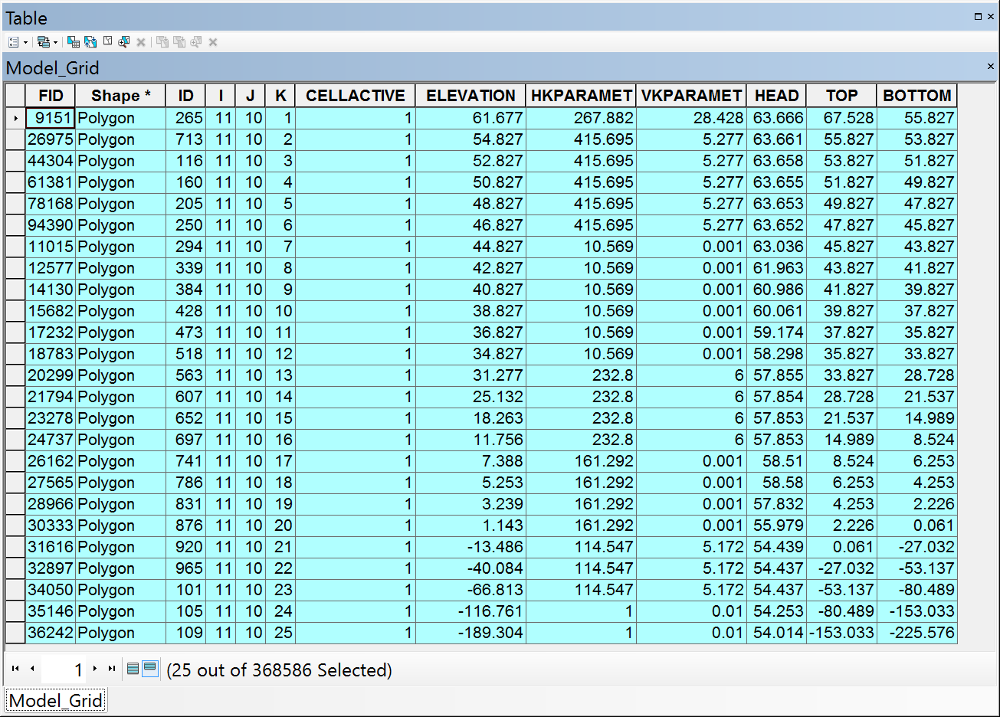 Table
Model_Grid
FID Shape * ID I J K CELLACTIVE ELEVATION HKPARAMET VKPARAMET HEAD TOP BOTTOM
9151 Polygon 265 11 10 1 1 61.677 267.882 28.428 63.666 67.528 55.827
26975 Polygon 713 11 10 2 1 54.827 415.695 5.277 63.661 55.827 53.827
44304 Polygon 116 11 10 3 1 52.827 415.695 5.277 63.658 53.827 51.827
61381 Polygon 160 11 10 4 1 50.827 415.695 5.277 63.655 51.827 49.827
78168 Polygon 205 11 10 5 1 48.827 415.695 5.277 63.653 49.827 47.827
94390 Polygon 250 11 10 6 1 46.827 415.695 5.277 63.652 47.827 45.827
11015 Polygon 294 11 10 7 1 44.827 10.569 0.001 63.036 45.827 43.827
12577 Polygon 339 11 10 8 1 42.827 10.569 0.001 61.963 43.827 41.827
14130 Polygon 384 11 10 9 1 40.827 10.569 0.001 60.986 41.827 39.827
15682 Polygon 428 11 10 10 1 38.827 10.569 0.001 60.061 39.827 37.827
17232 Polygon 473 11 10 11 1 36.827 10.569 0.001 59.174 37.827 35.827
18783 Polygon 518 11 10 12 1 34.827 10.569 0.001 58.298 35.827 33.827
20299 Polygon 563 11 10 13 1 31.277 232.8 6 57.855 33.827 28.728
21794 Polygon 607 11 10 14 1 25.132 232.8 6 57.854 28.728 21.537
23278 Polygon 652 11 10 15 1 18.263 232.8 6 57.853 21.537 14.989
24737 Polygon 697 11 10 16 1 11.756 232.8 6 57.853 14.989 8.524
26162 Polygon 741 11 10 17 1 7.388 161.292 0.001 58.51 8.524 6.253
27565 Polygon 786 11 10 18 1 5.253 161.292 0.001 58.58 6.253 4.253
28966 Polygon 831 11 10 19 1 3.239 161.292 0.001 57.832 4.253 2.226
30333 Polygon 876 11 10 20 1 1.143 161.292 0.001 55.979 2.226 0.061
31616 Polygon 920 11 10 21 1 -13.486 114.547 5.172 54.439 0.061 -27.032
32897 Polygon 965 11 10 22 1 -40.084 114.547 5.172 54.437 -27.032 -53.137
34050 Polygon 101 11 10 23 1 -66.813 114.547 5.172 54.437 -53.137 -80.489
35146 Polygon 105 11 10 24 1 -116.761 1 0.01 54.253 -80.489 -153.033
36242 Polygon 109 11 10 25 1 -189.304 1 0.01 54.014 -153.033 -225.576
1 (25 out of 368586 Selected)
Model_Grid